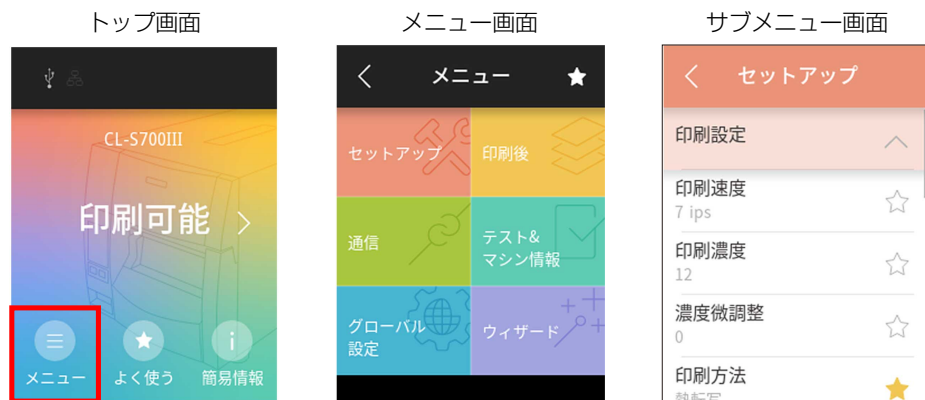 トップ画面
メニュー画面
サブメニュー画面
CL-S700III
印刷可能
メニュー
よく使う
簡易情報
メニュー
セットアップ
印刷後
通信
テスト&
マシン情報
グローバル
設定
ウィザード
セットアップ
印刷設定
印刷速度
7 ips
印刷濃度
12
濃度微調整
0
印刷方法
熱転写